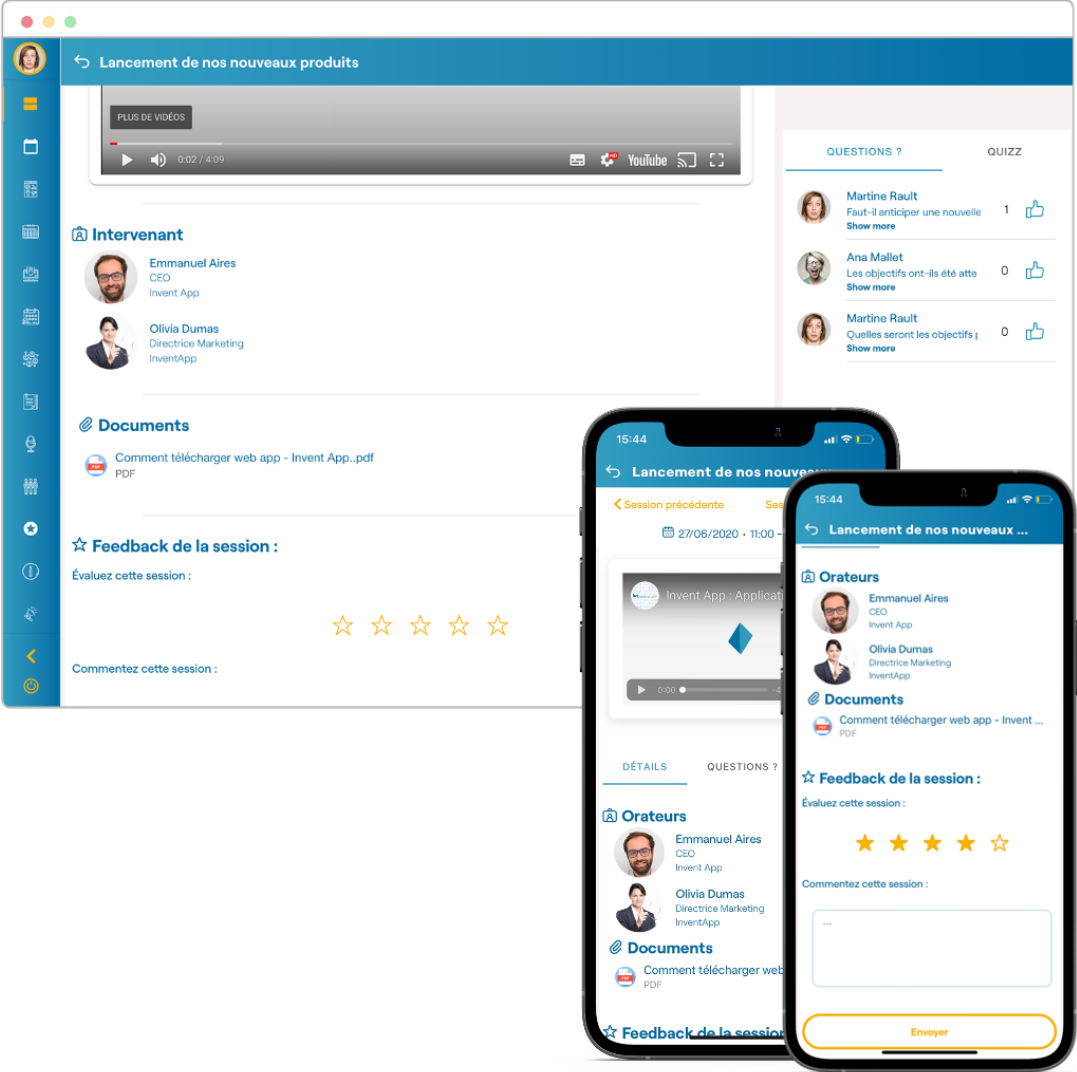 Lancement de nos nouveaux produits
PLUS DE VIDÉOS
0:02 / 4:09
HD
YouTube
Intervenant
Emmanuel Aires
CEO
Invent App
Olivia Dumas
Directrice Marketing
InventApp
Documents
Comment télécharger web app - Invent App..pdf
PDF
PDF
Feedback de la session :
Évaluez cette session :
Commentez cette session :
QUESTIONS ?
QUIZZ
Martine Rault
Faut-il anticiper une nouvelle
1
Show more
Ana Mallet
Les objectifs ont-ils été atte
0
Show more
Martine Rault
Quelles seront les objectifs
0
Show more
15:44
Lancement de nos nouveau
Session précédente
Ses
27/06/2020 • 11:00 -
Invent App : Applicati
0:00
-4
DÉTAILS
QUESTIONS ?
Orateurs
Emmanuel Aires
CEO
Invent App
Olivia Dumas
Directrice Marketing
InventApp
Documents
Comment télécharger web
PDF
PDF
Feedback de la session
15:44
Lancement de nos nouveaux ...
Orateurs
Emmanuel Aires
CEO
Invent App
Olivia Dumas
Directrice Marketing
InventApp
Documents
Comment télécharger web app - Invent ...
PDF
PDF
Feedback de la session :
Évaluez cette session :
Commentez cette session :
...
Envoyer